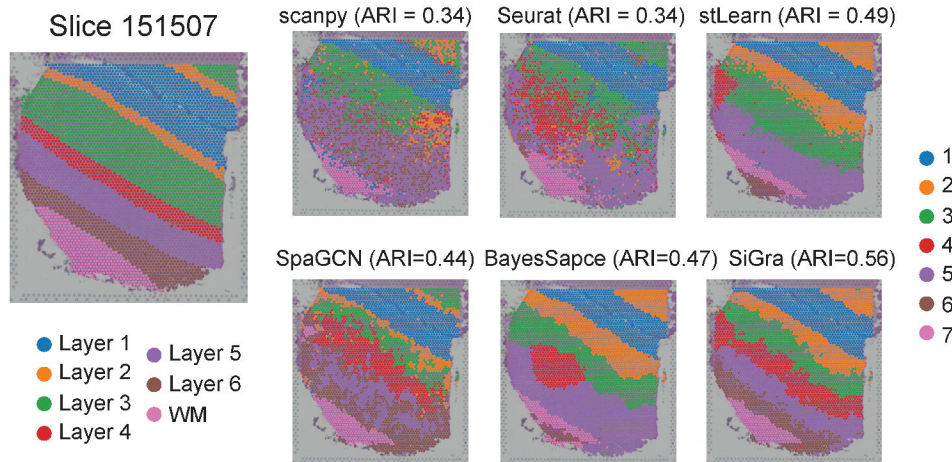 Slice 151507
scanpy (ARI = 0.34)
Seurat (ARI = 0.34)
stLearn (ARI = 0.49)
SpaGCN (ARI=0.44)
BayesSapce (ARI=0.47)
SiGra (ARI=0.56)
Layer 1
Layer 2
Layer 3
Layer 4
Layer 5
Layer 6
WM
1
2
3
4
5
6
7